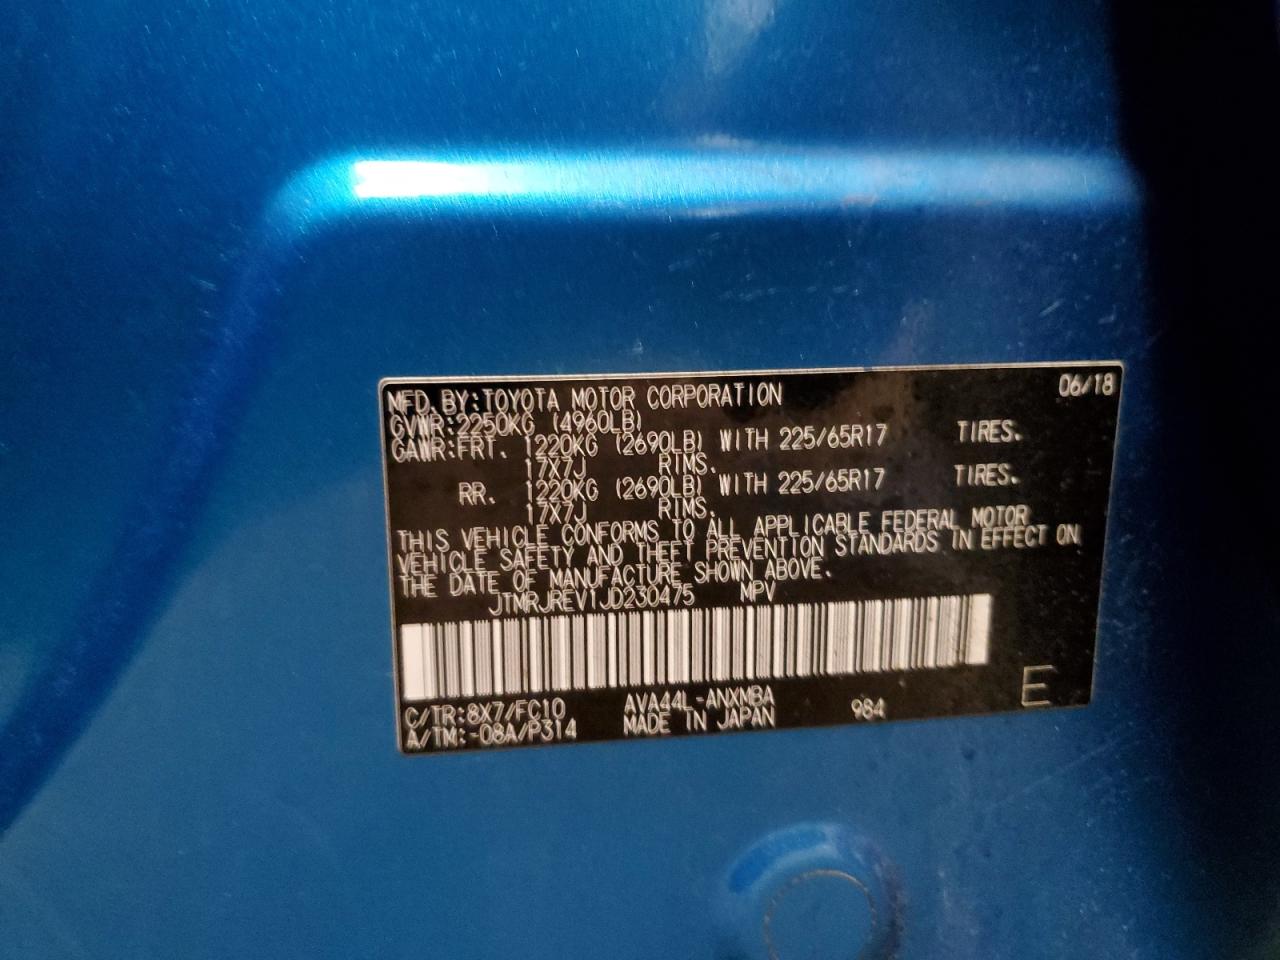 MFD. BY: TOYOTA MOTOR CORPORATION 06/18
GVWR: 2250KG (4960LB)
GAWR: FRT. 1220KG (2690LB) WITH 225/65R17 TIRES.
17X7J RIMS.
RR. 1220KG (2690LB) WITH 225/65R17 TIRES.
17X7J RIMS.
THIS VEHICLE CONFORMS TO ALL APPLICABLE FEDERAL MOTOR
VEHICLE SAFETY AND THEFT PREVENTION STANDARDS IN EFFECT ON
THE DATE OF MANUFACTURE SHOWN ABOVE.
JTMRJREV1JD230475 MPV
C/TR: 8X7/FC10 AVA44L-ANXMBA 984 E
A/TM: -08A/P314 MADE IN JAPAN